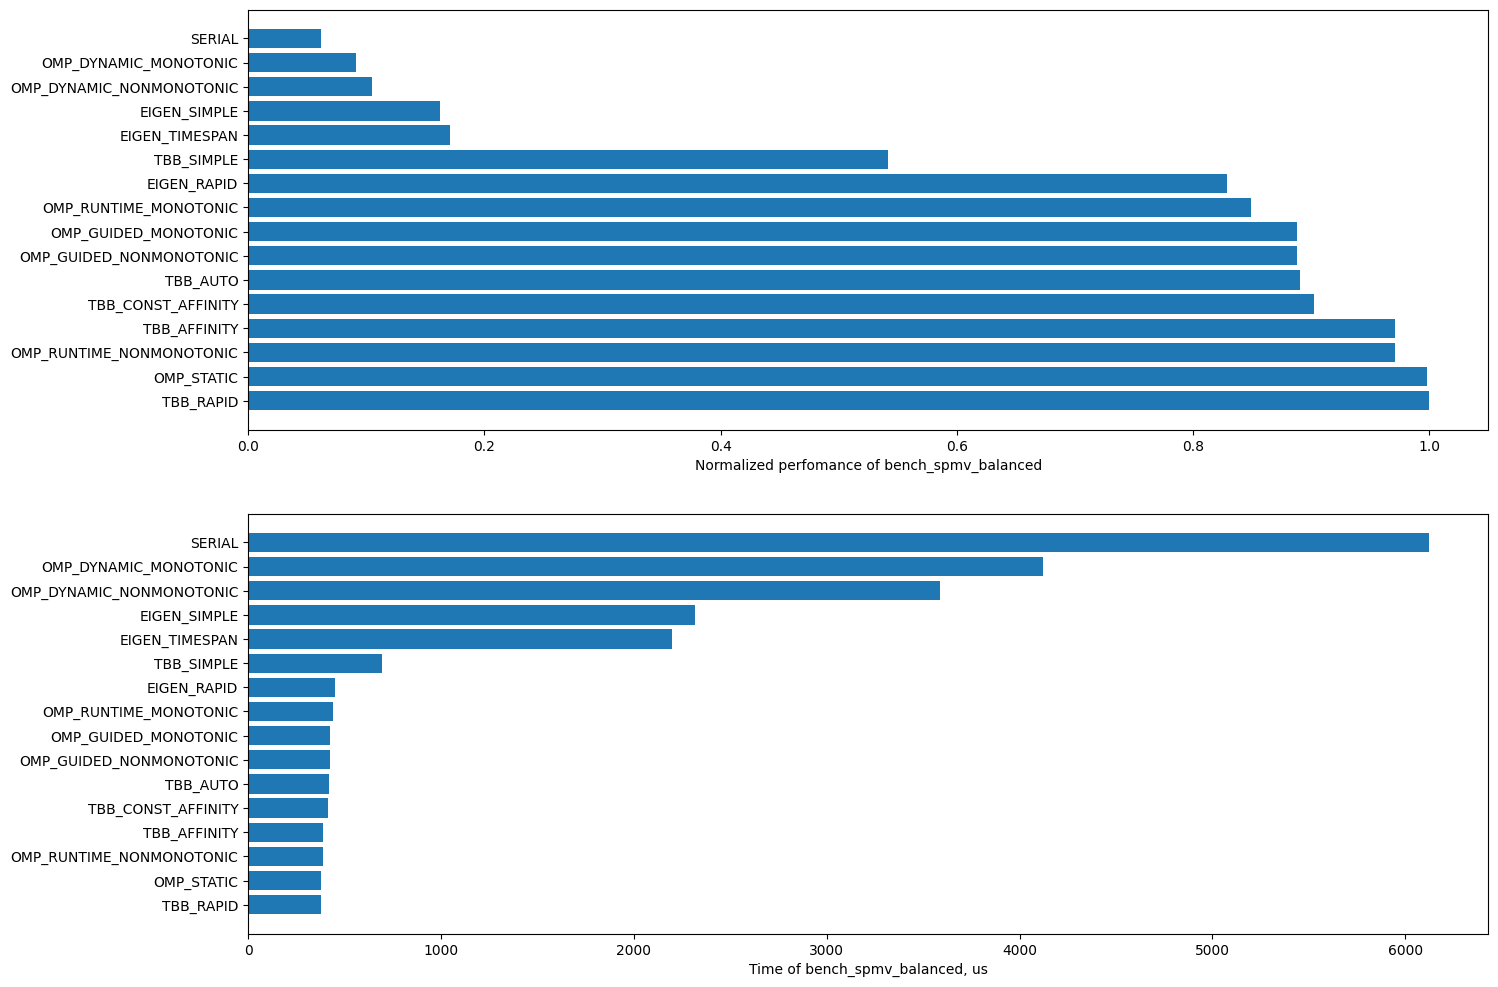 SERIAL
OMP_DYNAMIC_MONOTONIC
OMP_DYNAMIC_NONMONOTONIC
EIGEN_SIMPLE
EIGEN_TIMESPAN
TBB_SIMPLE
EIGEN_RAPID
OMP_RUNTIME_MONOTONIC
OMP_GUIDED_MONOTONIC
OMP_GUIDED_NONMONOTONIC
TBB_AUTO
TBB_CONST_AFFINITY
TBB_AFFINITY
OMP_RUNTIME_NONMONOTONIC
OMP_STATIC
TBB_RAPID
0.0 0.2 0.4 0.6 0.8 1.0
Normalized perfomance of bench_spmv_balanced
SERIAL
OMP_DYNAMIC_MONOTONIC
OMP_DYNAMIC_NONMONOTONIC
EIGEN_SIMPLE
EIGEN_TIMESPAN
TBB_SIMPLE
EIGEN_RAPID
OMP_RUNTIME_MONOTONIC
OMP_GUIDED_MONOTONIC
OMP_GUIDED_NONMONOTONIC
TBB_AUTO
TBB_CONST_AFFINITY
TBB_AFFINITY
OMP_RUNTIME_NONMONOTONIC
OMP_STATIC
TBB_RAPID
0 1000 2000 3000 4000 5000 6000
Time of bench_spmv_balanced, us